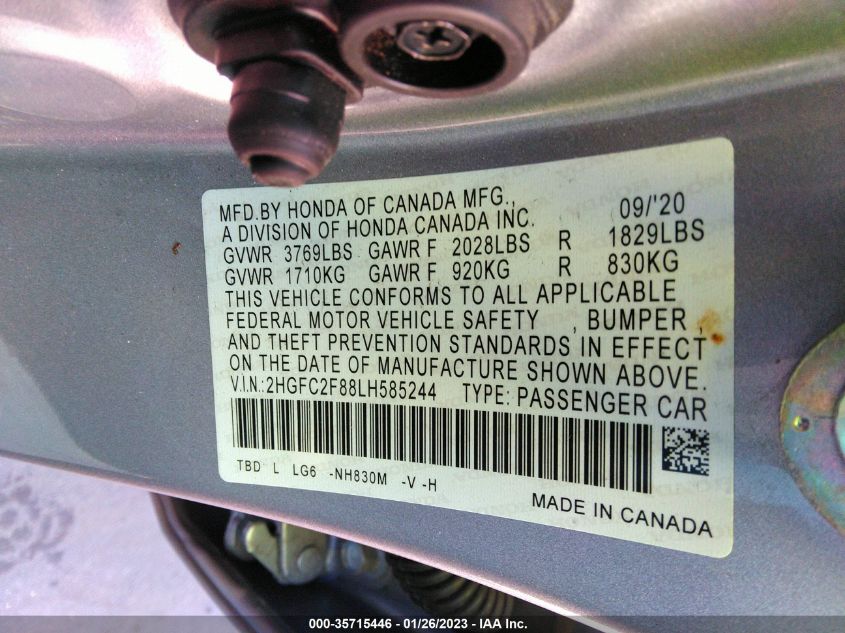 MFD.BY HONDA OF CANADA MFG., 09/'20
A DIVISION OF HONDA CANADA INC.
GVWR 3769LBS GAWR F 2028LBS R 1829LBS
GVWR 1710KG GAWR F 920KG R 830KG
THIS VEHICLE CONFORMS TO ALL APPLICABLE
FEDERAL MOTOR VEHICLE SAFETY , BUMPER ,
AND THEFT PREVENTION STANDARDS IN EFFECT
ON THE DATE OF MANUFACTURE SHOWN ABOVE.
V.I.N.:2HGFC2F88LH585244 TYPE: PASSENGER CAR
TBD L LG6 -NH830M -V -H
MADE IN CANADA
000-35715446 - 01/26/2023 - IAA Inc.